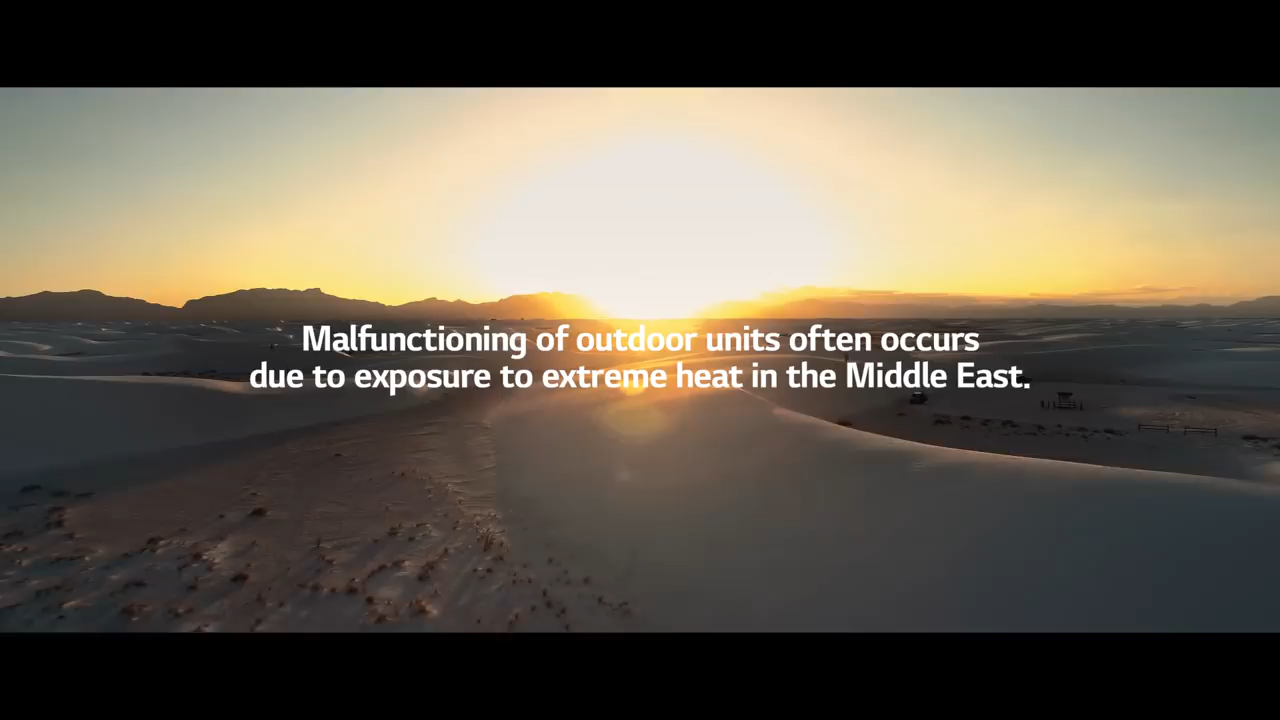 Malfunctioning of outdoor units often occurs
due to exposure to extreme heat in the Middle East.